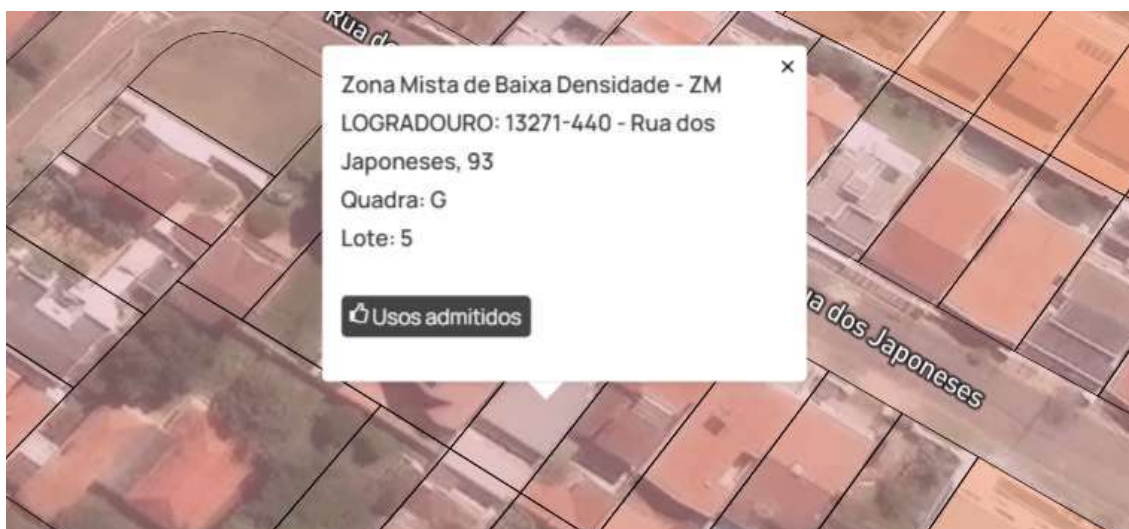 Rua do
×
Zona Mista de Baixa Densidade - ZM
LOGRADOURO: 13271-440 - Rua dos
Japoneses, 93
Quadra: G
Lote: 5
Usos admitidos
ua dos Japoneses